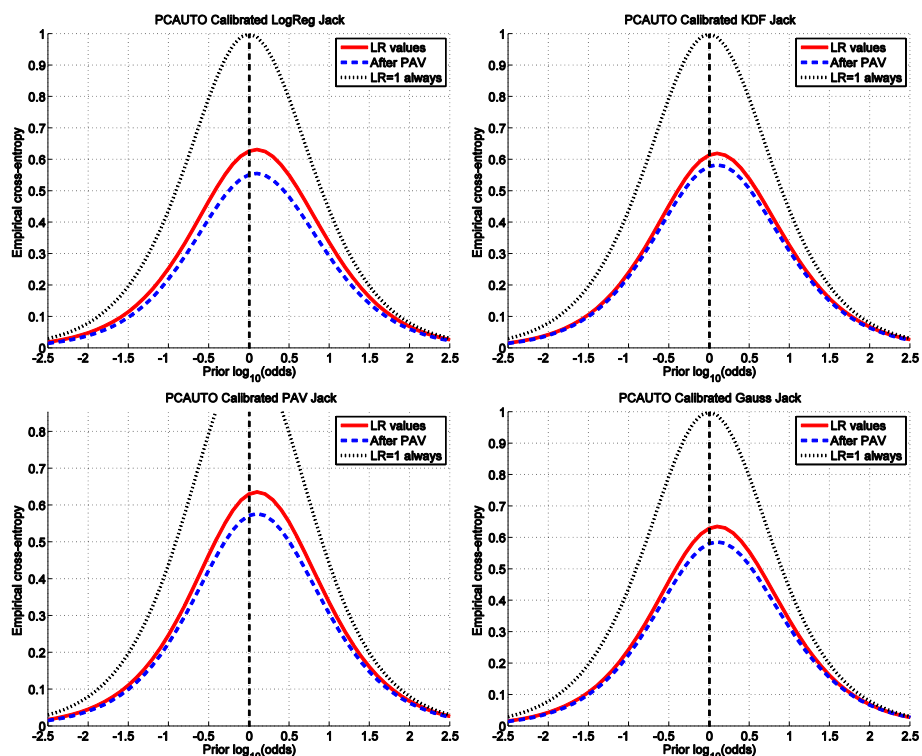 PCAUTO Calibrated LogReg Jack
Empirical cross-entropy
1
0.9
0.8
0.7
0.6
0.5
0.4
0.3
0.2
0.1
0
LR values
After PAV
LR=1 always
-2.5 -2 -1.5 -1 -0.5 0 0.5 1 1.5 2 2.5
Prior log10(odds)
PCAUTO Calibrated KDF Jack
Empirical cross-entropy
1
0.9
0.8
0.7
0.6
0.5
0.4
0.3
0.2
0.1
0
LR values
After PAV
LR=1 always
-2.5 -2 -1.5 -1 -0.5 0 0.5 1 1.5 2 2.5
Prior log10(odds)
PCAUTO Calibrated PAV Jack
Empirical cross-entropy
0.8
0.7
0.6
0.5
0.4
0.3
0.2
0.1
0
LR values
After PAV
LR=1 always
-2.5 -2 -1.5 -1 -0.5 0 0.5 1 1.5 2 2.5
Prior log10(odds)
PCAUTO Calibrated Gauss Jack
Empirical cross-entropy
1
0.9
0.8
0.7
0.6
0.5
0.4
0.3
0.2
0.1
0
LR values
After PAV
LR=1 always
-2.5 -2 -1.5 -1 -0.5 0 0.5 1 1.5 2 2.5
Prior log10(odds)